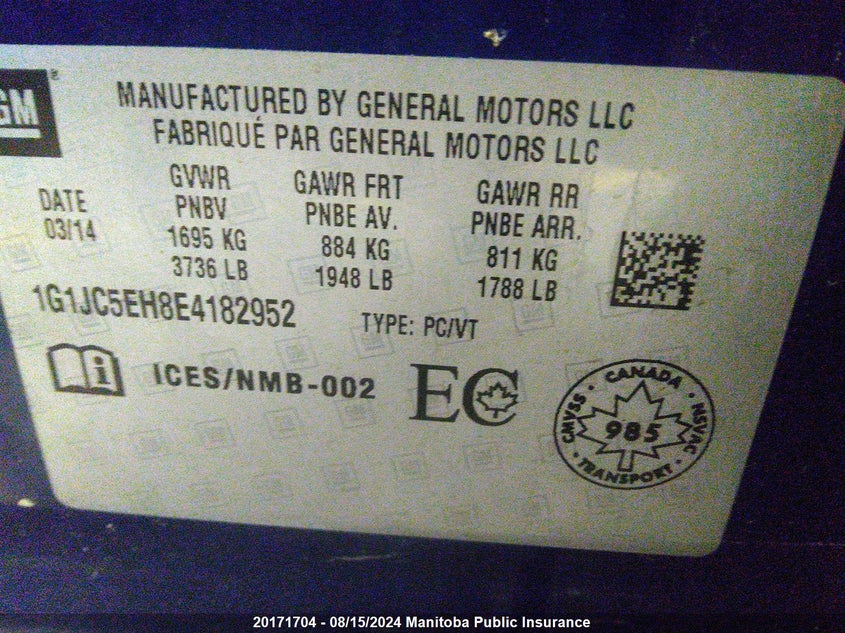 GM®
MANUFACTURED BY GENERAL MOTORS LLC
FABRIQUÉ PAR GENERAL MOTORS LLC
DATE
03/14
GVWR
PNBV
1695 KG
3736 LB
GAWR FRT
PNBE AV.
884 KG
1948 LB
GAWR RR
PNBE ARR.
811 KG
1788 LB
1G1JC5EH8E4182952
TYPE: PC/VT
i
ICES/NMB-002
EC
CANADA
CMVSS · NSVAC
985
TRANSPORT
20171704 - 08/15/2024 Manitoba Public Insurance